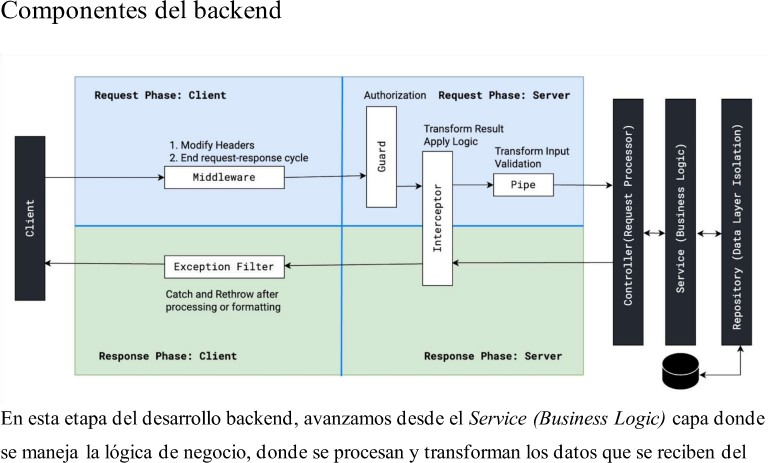 Componentes del backend
Request Phase: Client
Authorization
Request Phase: Server
1. Modify Headers
2. End request-response cycle
Middleware
Guard
Transform Result
Apply Logic
Interceptor
Transform Input
Validation
Pipe
Client
Controller(Request Processor)
Service (Business Logic)
Repository (Data Layer Isolation)
Exception Filter
Catch and Rethrow after
processing or formatting
Response Phase: Client
Response Phase: Server
En esta etapa del desarrollo backend, avanzamos desde el Service (Business Logic) capa donde
se maneja la lógica de negocio, donde se procesan y transforman los datos que se reciben del